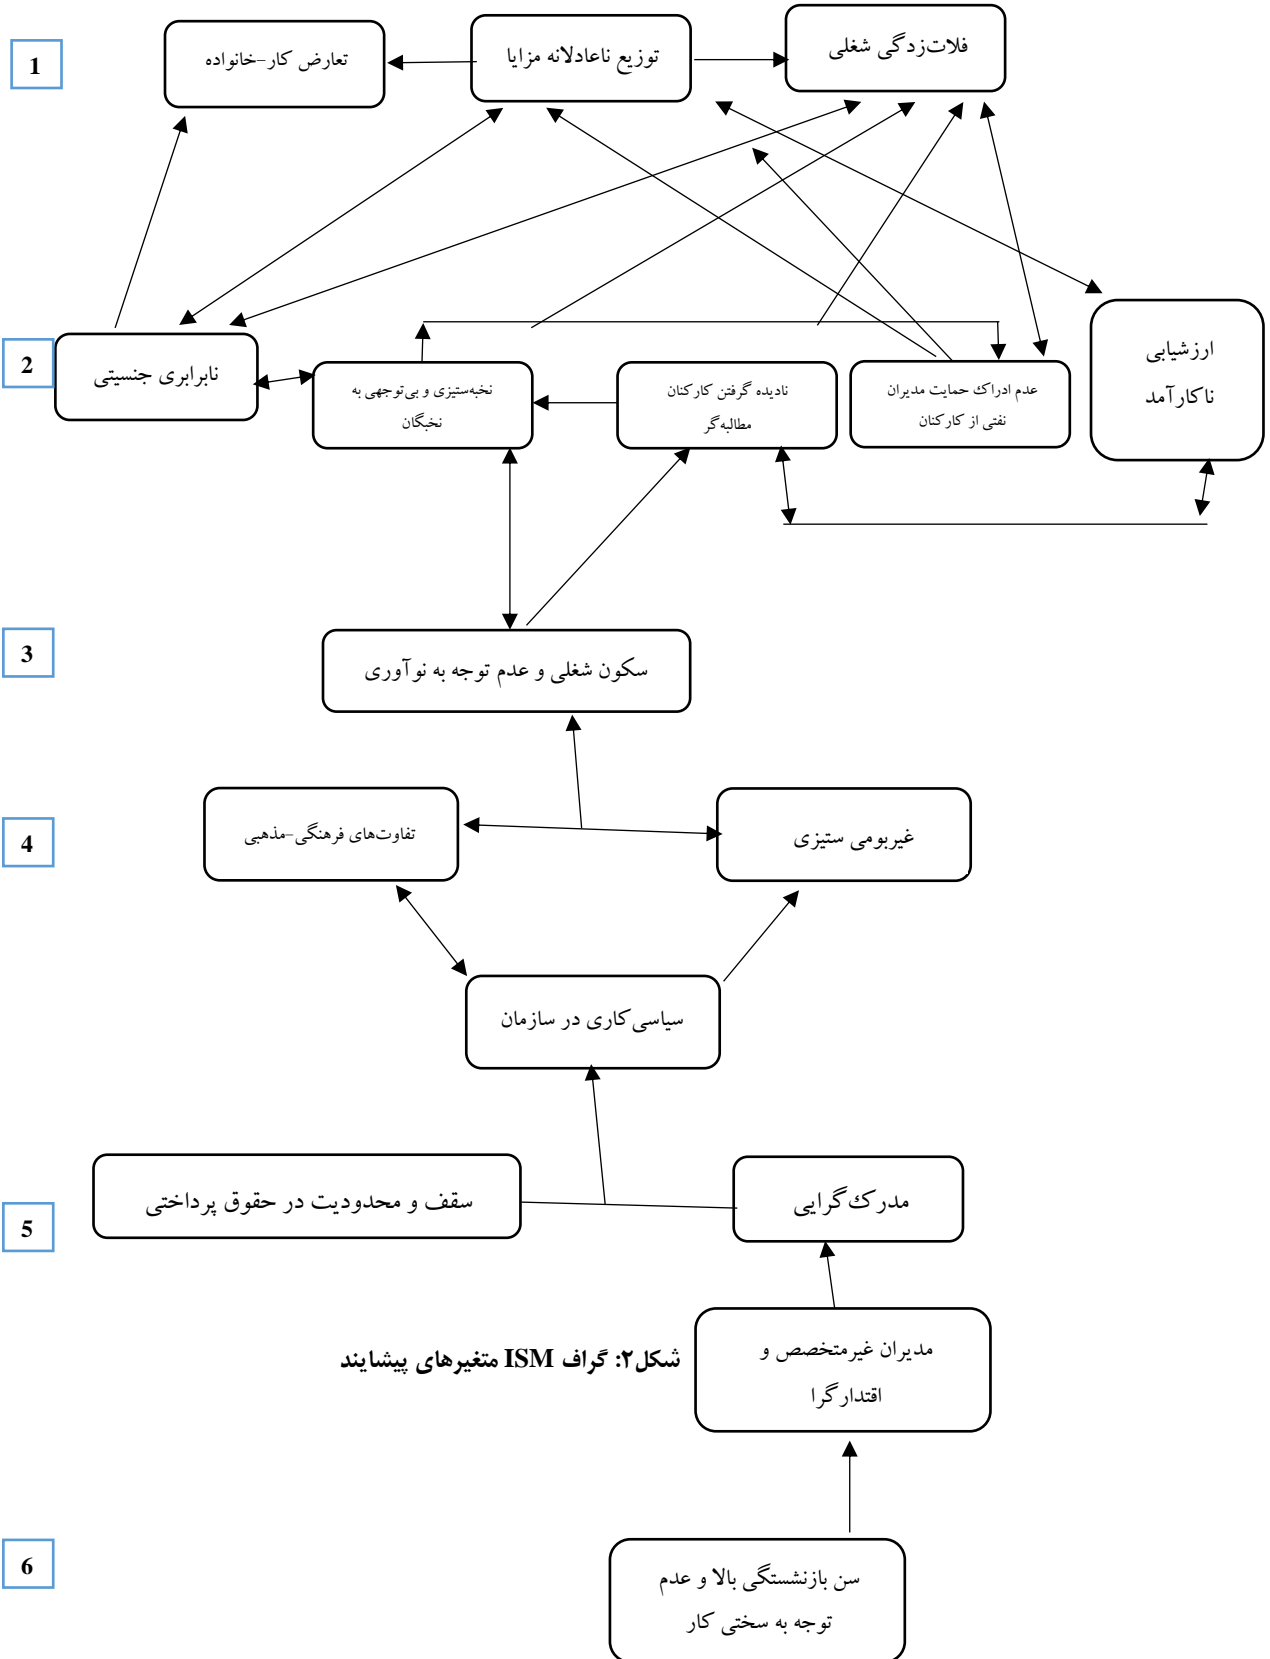 1
فلات‌زدگی شغلی
توزیع ناعادلانه مزایا
تعارض کار-خانواده
2
ارزشیابی
ناکارآمد
عدم ادراک حمایت مدیران
نفتی از کارکنان
نادیده گرفتن کارکنان
مطالبه‌گر
نخبه‌ستیزی و بی‌توجهی به
نخبگان
نابرابری جنسیتی
3
سکون شغلی و عدم توجه به نوآوری
4
غیربومی ستیزی
تفاوت‌های فرهنگی-مذهبی
سیاسی‌کاری در سازمان
5
مدرک‌گرایی
سقف و محدودیت در حقوق پرداختی
مدیران غیرمتخصص و
اقتدارگرا
شکل۲: گراف ISM متغیرهای پیشایند
6
سن بازنشستگی بالا و عدم
توجه به سختی کار